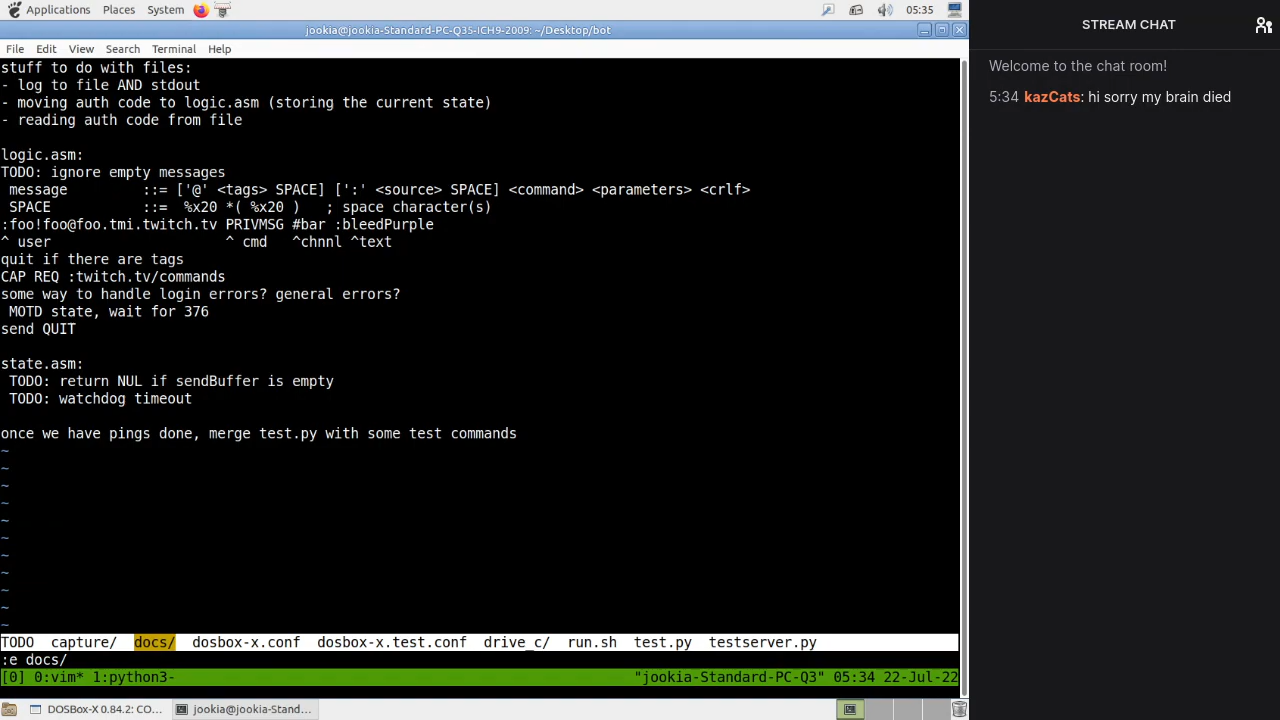 Applications Places System 05:35
jookia@jookia-Standard-PC-Q35-ICH9-2009: ~/Desktop/bot
File Edit View Search Terminal Help
stuff to do with files:
- log to file AND stdout
- moving auth code to logic.asm (storing the current state)
- reading auth code from file
logic.asm:
TODO: ignore empty messages
message ::= ['@' <tags> SPACE] [':' <source> SPACE] <command> <parameters> <crlf>
SPACE ::= %x20 *( %x20 ) ; space character(s)
:foo!foo@foo.tmi.twitch.tv PRIVMSG #bar :bleedPurple
^ user ^ cmd ^chnnl ^text
quit if there are tags
CAP REQ :twitch.tv/commands
some way to handle login errors? general errors?
MOTD state, wait for 376
send QUIT
state.asm:
TODO: return NUL if sendBuffer is empty
TODO: watchdog timeout
once we have pings done, merge test.py with some test commands
~
~
~
~
~
~
~
~
~
~
~
TODO capture/ docs/ dosbox-x.conf dosbox-x.test.conf drive_c/ run.sh test.py testserver.py
:e docs/
[0] 0:vim* 1:python3- "jookia-Standard-PC-Q3" 05:34 22-Jul-22
DOSBox-X 0.84.2: CO... jookia@jookia-Stand...
STREAM CHAT
Welcome to the chat room!
5:34 kazCats: hi sorry my brain died